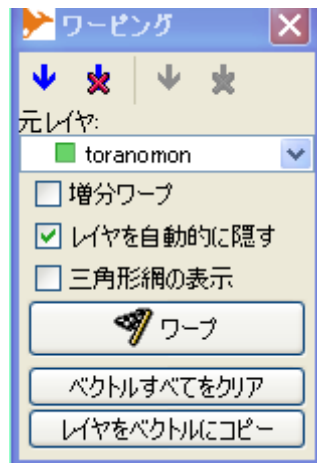 ワーピング
元レイヤ:
toranomon
増分ワープ
レイヤを自動的に隠す
三角形網の表示
ワープ
ベクトルすべてをクリア
レイヤをベクトルにコピー